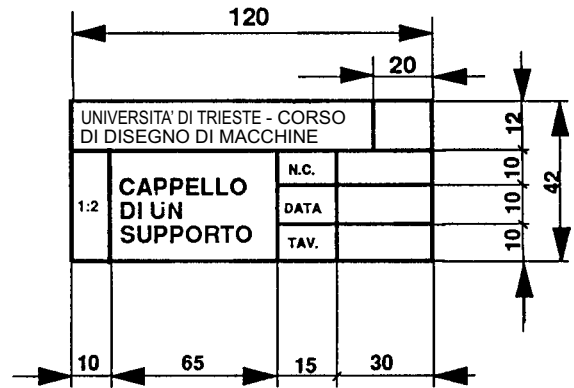 120
20
UNIVERSITA' DI TRIESTE - CORSO
DI DISEGNO DI MACCHINE
12
42
1:2
CAPPELLO
DI UN
SUPPORTO
N.C.
10
DATA
10
TAV.
10
10
65
15
30